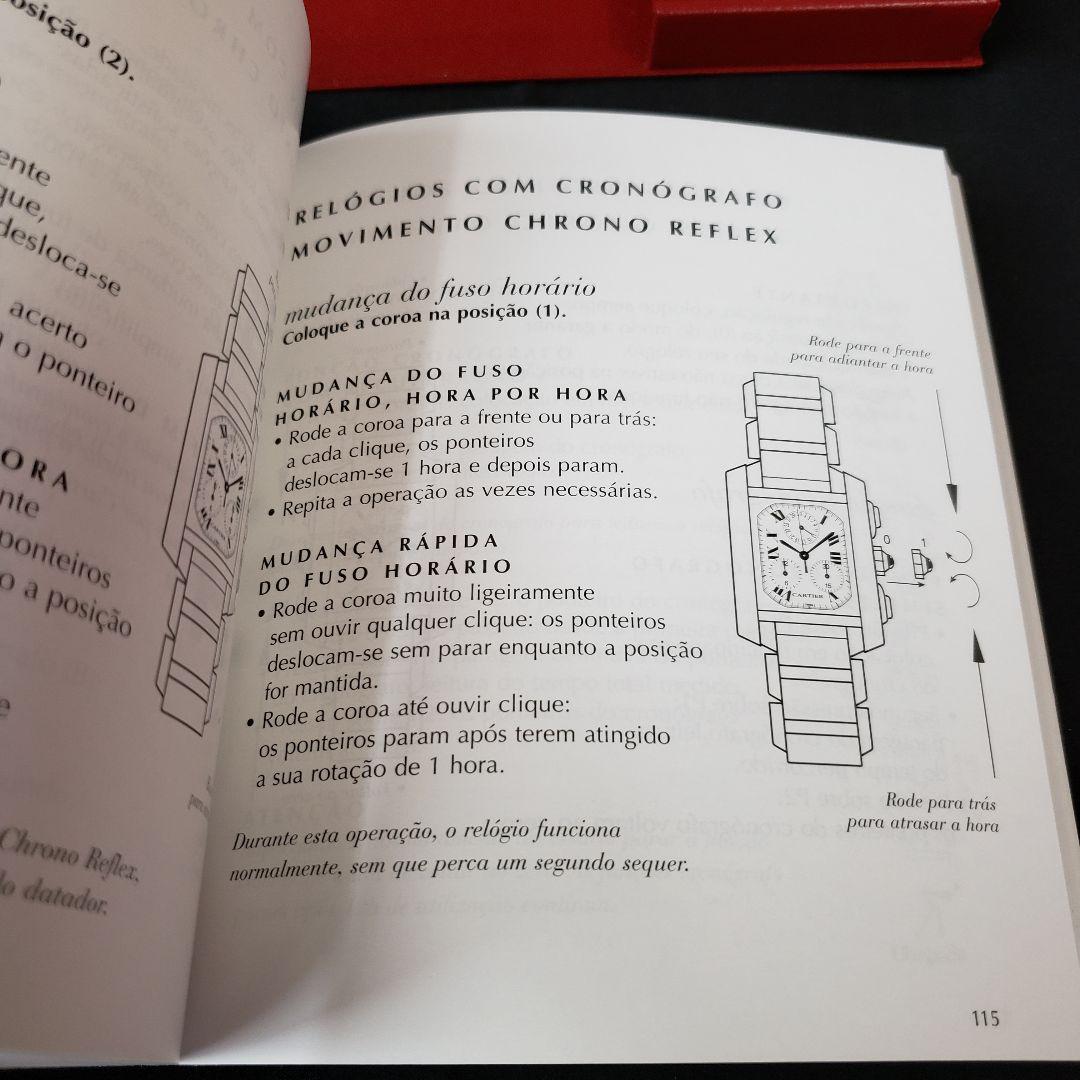 posição (2).
ente
que,
desloca-se
acerto
o ponteiro
ORA
nte
ponteiros
o a posição
e
Chrono Reflex.
do datador.
RELÓGIOS COM CRONÓGRAFO
MOVIMENTO CHRONO REFLEX
mudança do fuso horário
Coloque a coroa na posição (1).
MUDANÇA DO FUSO
HORÁRIO, HORA POR HORA
• Rode a coroa para a frente ou para trás:
a cada clique, os ponteiros
deslocam-se 1 hora e depois param.
• Repita a operação as vezes necessárias.
MUDANÇA RÁPIDA
DO FUSO HORÁRIO
• Rode a coroa muito ligeiramente
sem ouvir qualquer clique: os ponteiros
deslocam-se sem parar enquanto a posição
for mantida.
• Rode a coroa até ouvir clique:
os ponteiros param após terem atingido
a sua rotação de 1 hora.
Durante esta operação, o relógio funciona
normalmente, sem que perca um segundo sequer.
Rode para a frente
para adiantar a hora
0 1
CARTIER
Rode para trás
para atrasar a hora
115